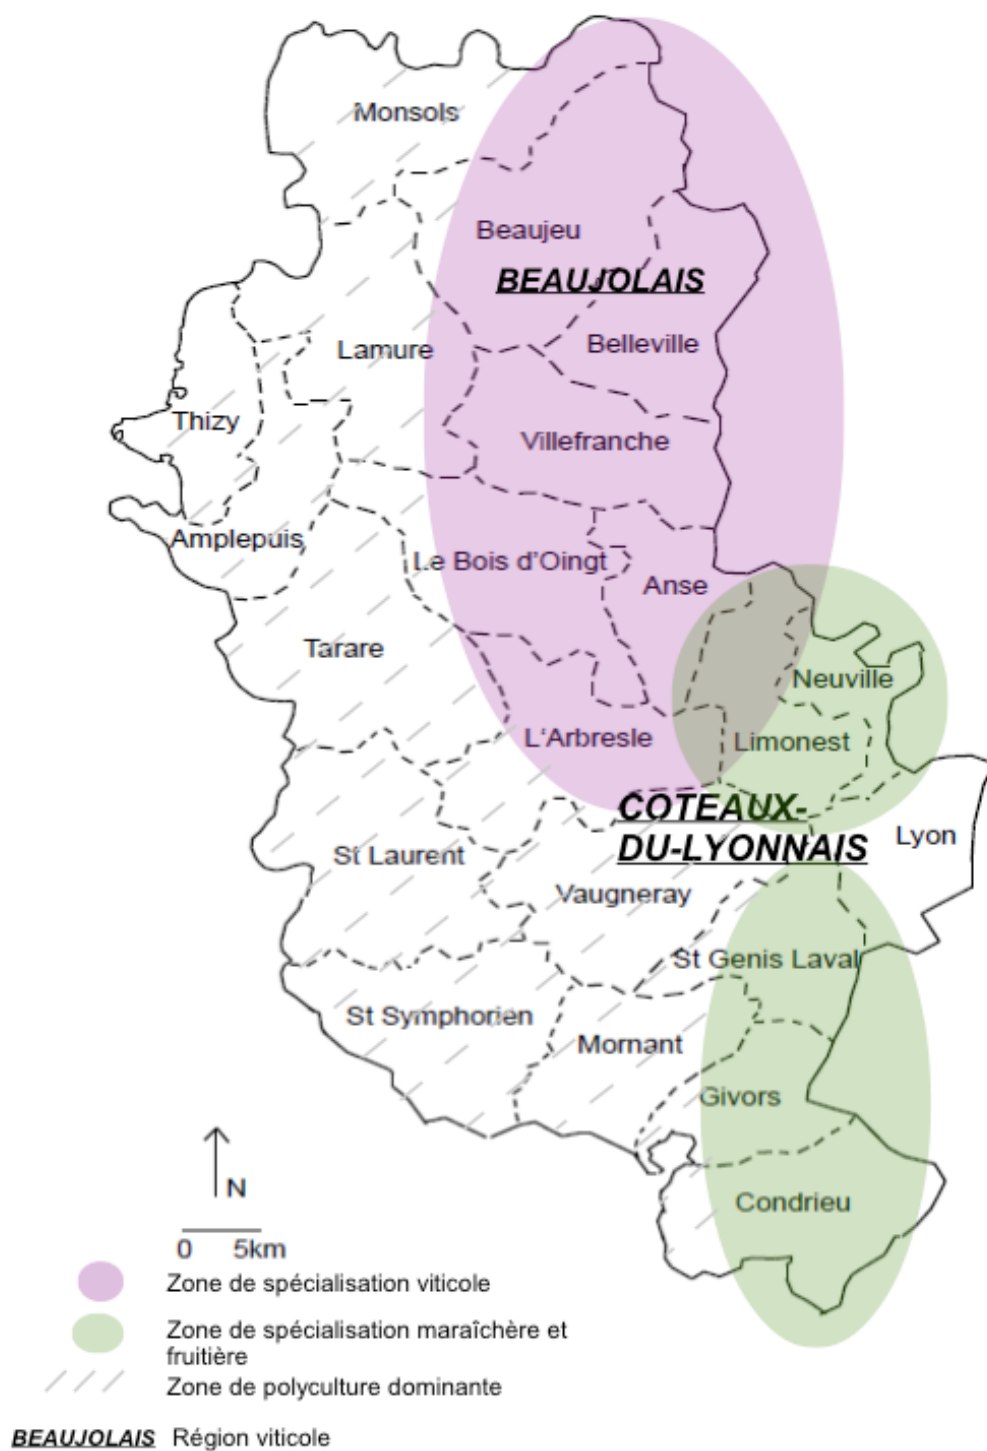 Monsols
Beaujeu
BEAUJOLAIS
Lamure
Belleville
Thizy
Villefranche
Amplepuis
Le Bois d'Oingt
Anse
Tarare
Neuville
L'Arbresle
Limonest
COTEAUX-
DU-LYONNAIS
Lyon
St Laurent
Vaugneray
St Genis Laval
St Symphorien
Mornant
Givors
N
Condrieu
0 5km
Zone de spécialisation viticole
Zone de spécialisation maraîchère et
fruitière
Zone de polyculture dominante
BEAUJOLAIS Région viticole